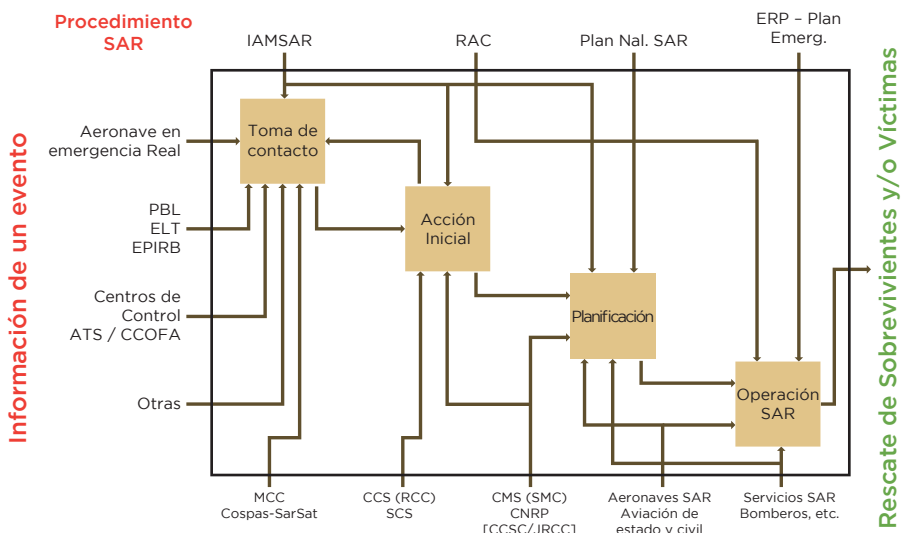 Procedimiento
SAR
IAMSAR
RAC
Plan Nal. SAR
ERP – Plan
Emerg.
Información de un evento
Aeronave en
emergencia Real
PBL
ELT
EPIRB
Centros de
Control
ATS / CCOFA
Otras
Toma de
contacto
Acción
Inicial
Planificación
Operación
SAR
MCC
Cospas-SarSat
CCS (RCC)
SCS
CMS (SMC)
CNRP
[CCSC/JRCC]
Aeronaves SAR
Aviación de
estado y civil
Servicios SAR
Bomberos, etc.
Rescate de Sobrevivientes y/o Víctimas